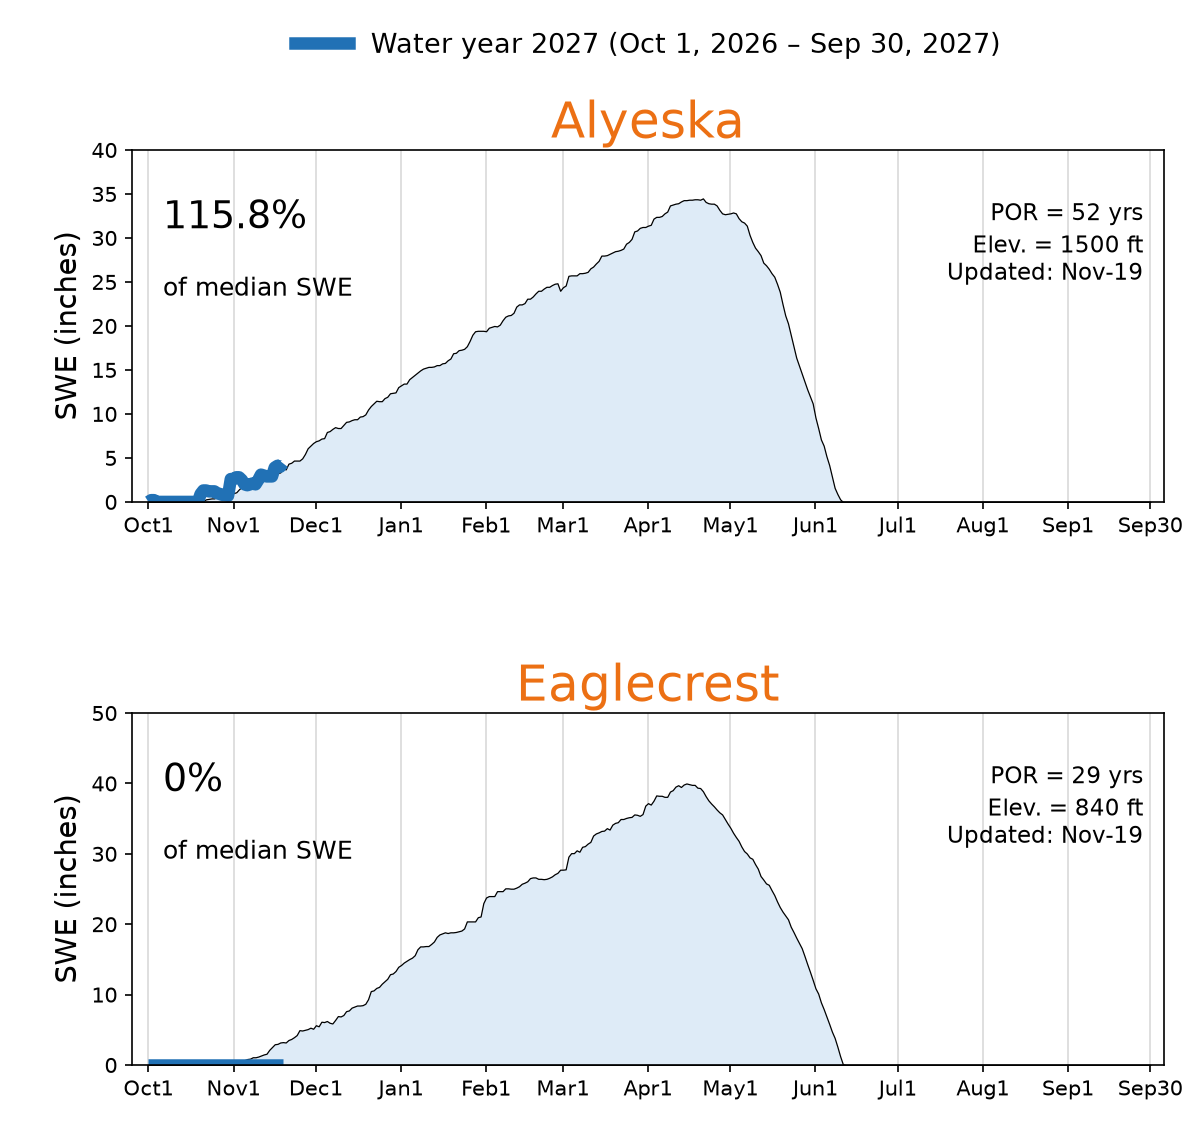 Water year 2027 (Oct 1, 2026 – Sep 30, 2027)
Alyeska
40
35
30
25
20
15
10
5
0
SWE (inches)
115.8%
of median SWE
POR = 52 yrs
Elev. = 1500 ft
Updated: Nov-19
Oct1 Nov1 Dec1 Jan1 Feb1 Mar1 Apr1 May1 Jun1 Jul1 Aug1 Sep1 Sep30
Eaglecrest
50
40
30
20
10
0
SWE (inches)
0%
of median SWE
POR = 29 yrs
Elev. = 840 ft
Updated: Nov-19
Oct1 Nov1 Dec1 Jan1 Feb1 Mar1 Apr1 May1 Jun1 Jul1 Aug1 Sep1 Sep30